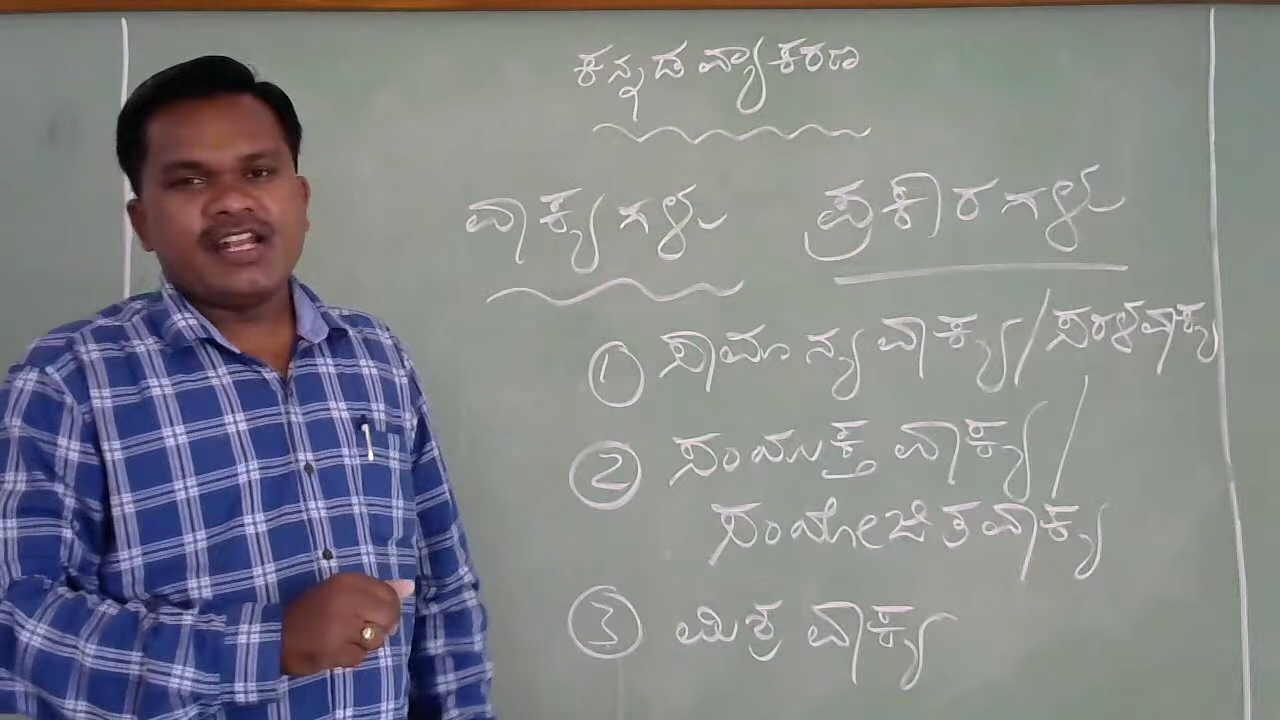 ಕನ್ನಡ ವ್ಯಾಕರಣ
ವಾಕ್ಯಗಳು ಪ್ರಕಾರಗಳು
① ಸಾಮಾನ್ಯ ವಾಕ್ಯ/ಸರಳವಾಕ್ಯ
② ಸಂಯುಕ್ತ ವಾಕ್ಯ/
ಸಂಯೋಜಿತವಾಕ್ಯ
③ ಮಿಶ್ರ ವಾಕ್ಯ